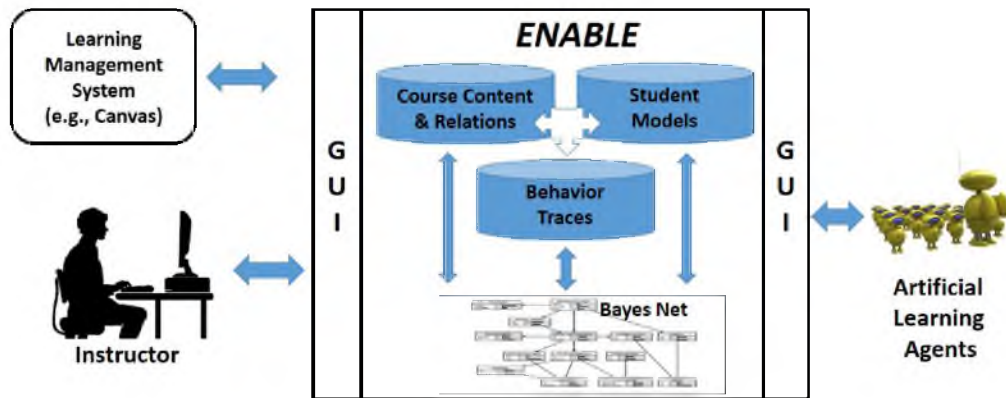 Learning
Management
System
(e.g., Canvas)
Instructor
G
U
I
ENABLE
Course Content
& Relations
Student
Models
Behavior
Traces
Bayes Net
G
U
I
Artificial
Learning
Agents